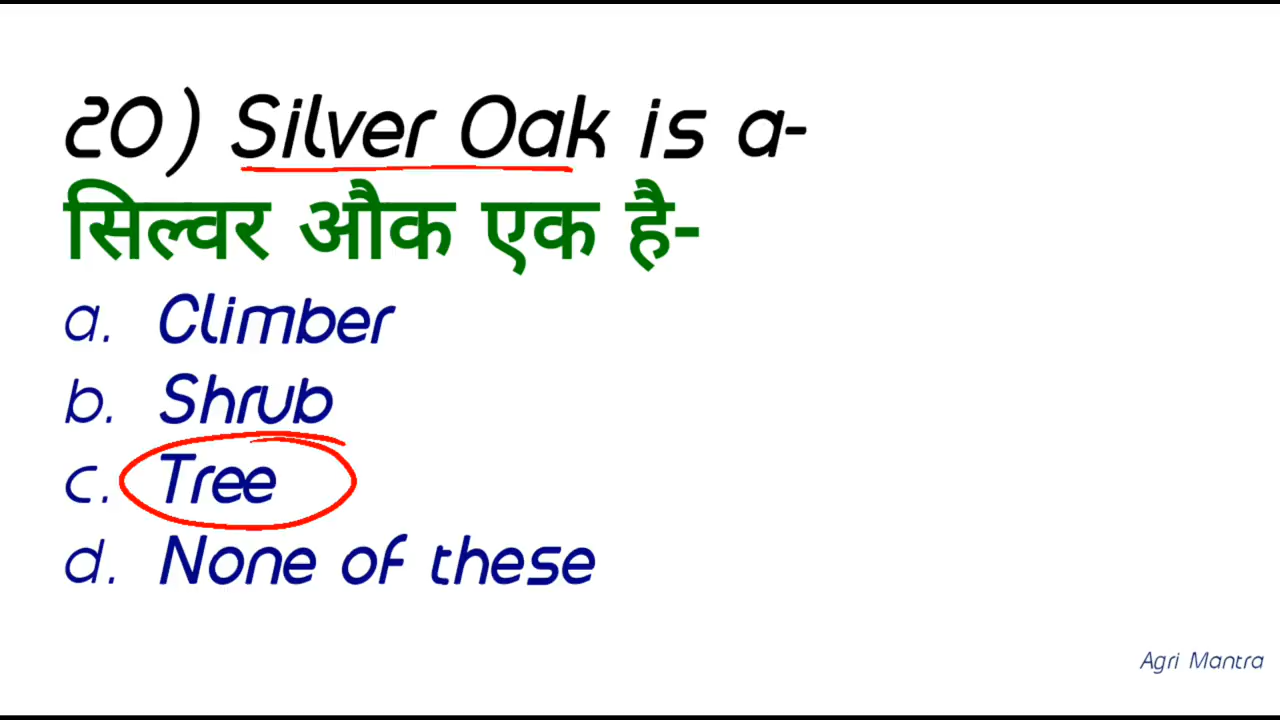 20) Silver Oak is a-
सिल्वर औक एक है-
a. Climber
b. Shrub
c. Tree
d. None of these
Agri Mantra